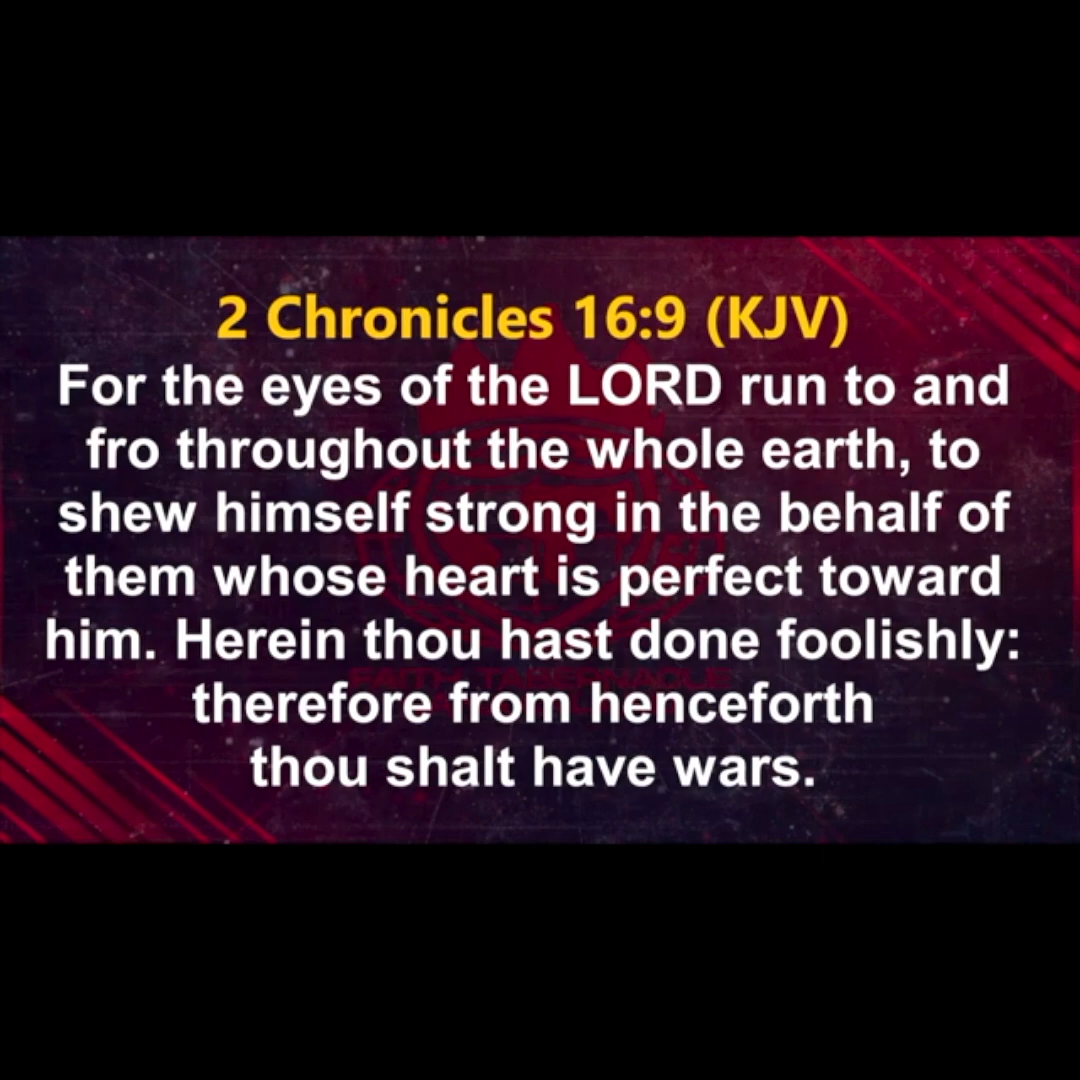 2 Chronicles 16:9 (KJV)
For the eyes of the LORD run to and
fro throughout the whole earth, to
shew himself strong in the behalf of
them whose heart is perfect toward
him. Herein thou hast done foolishly:
FAITH TABERNACLE
therefore from henceforth
thou shalt have wars.